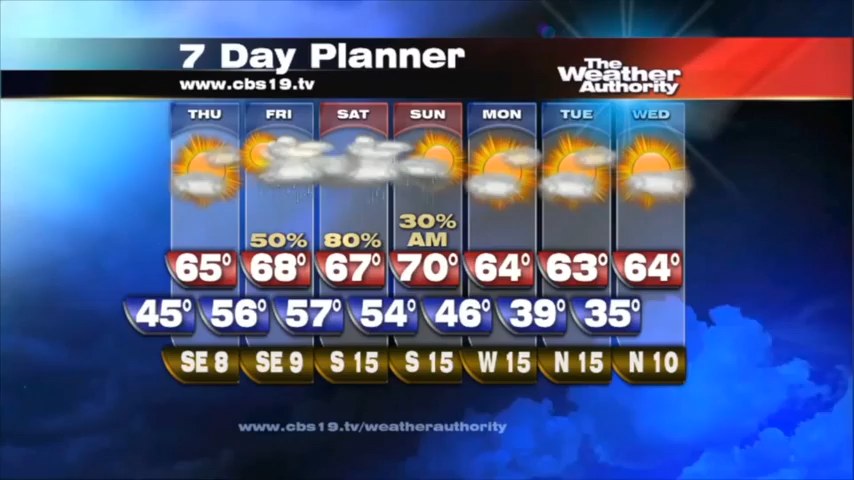 7 Day Planner
www.cbs19.tv
The
Weather
Authority
THU FRI SAT SUN MON TUE WED
50% 80% 30% AM
65° 68° 67° 70° 64° 63° 64°
45° 56° 57° 54° 46° 39° 35°
SE 8 SE 9 S 15 S 15 W 15 N 15 N 10
www.cbs19.tv/weatherauthority